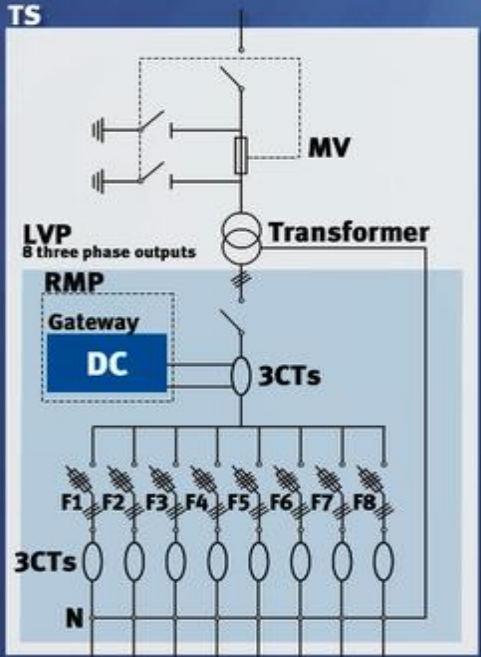 TS
MV
Transformer
LVP
8 three phase outputs
RMP
Gateway
DC
3CTs
F1 F2 F3 F4 F5 F6 F7 F8
3CTs
N